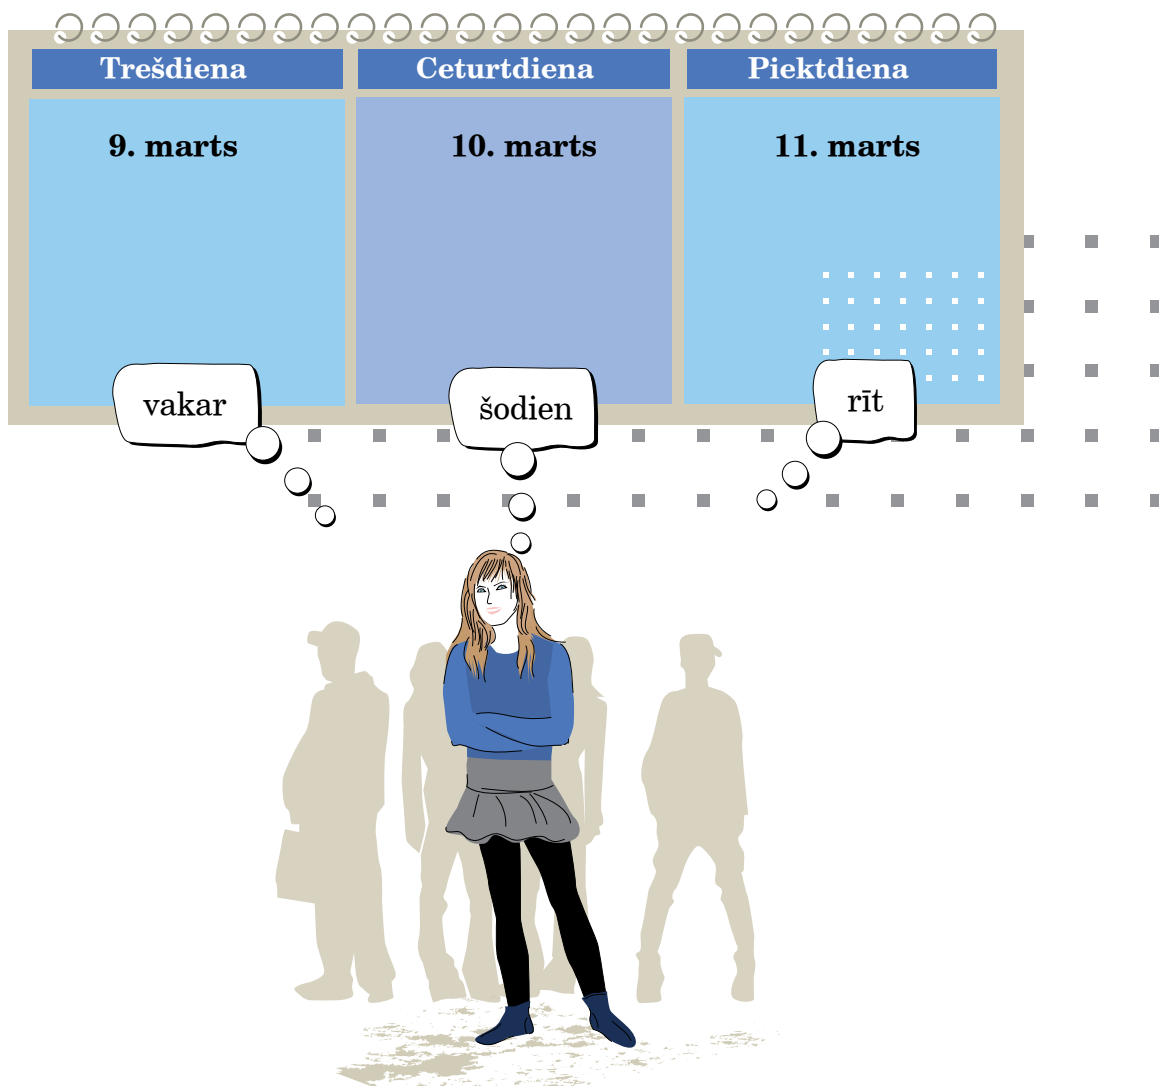 Trešdiena
Ceturtdiena
Piektdiena
9. marts
10. marts
11. marts
vakar
šodien
rīt